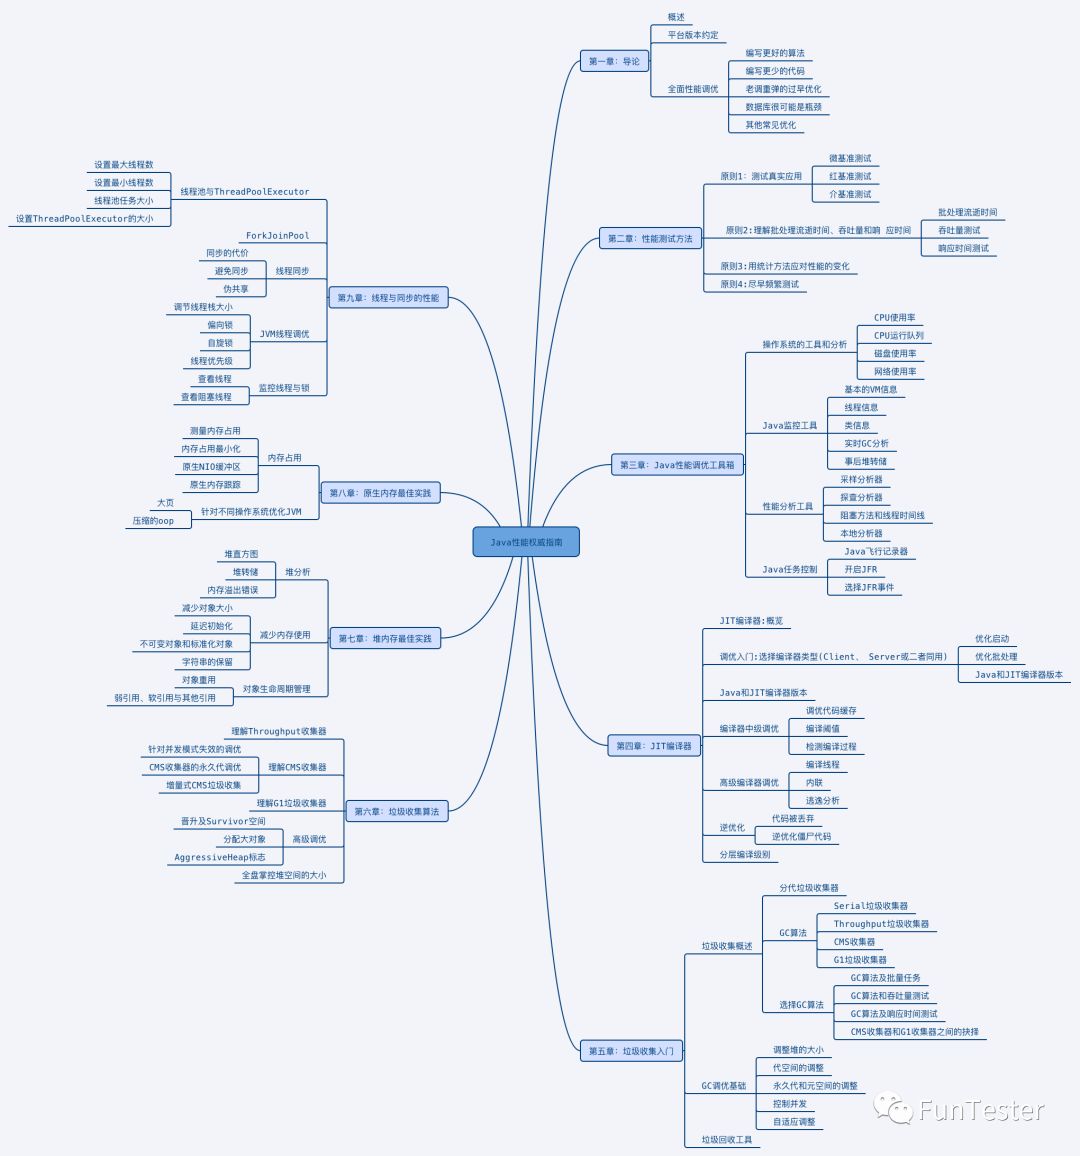 Java性能权威指南
第一章：导论
概述
平台版本约定
全面性能调优
编写更好的算法
编写更少的代码
老调重弹的过早优化
数据库很可能是瓶颈
其他常见优化
第二章：性能测试方法
原则1：测试真实应用
微基准测试
红基准测试
介基准测试
原则2:理解批处理流逝时间、吞吐量和响 应时间
批处理流逝时间
吞吐量测试
响应时间测试
原则3:用统计方法应对性能的变化
原则4:尽早频繁测试
第三章：Java性能调优工具箱
操作系统的工具和分析
CPU使用率
CPU运行队列
磁盘使用率
网络使用率
Java监控工具
基本的VM信息
线程信息
类信息
实时GC分析
事后堆转储
性能分析工具
采样分析器
探查分析器
阻塞方法和线程时间线
本地分析器
Java任务控制
Java飞行记录器
开启JFR
选择JFR事件
第四章：JIT编译器
JIT编译器:概览
调优入门:选择编译器类型(Client、 Server或二者同用)
优化启动
优化批处理
Java和JIT编译器版本
Java和JIT编译器版本
编译器中级调优
调优代码缓存
编译阈值
检测编译过程
高级编译器调优
编译线程
内联
逃逸分析
逆优化
代码被丢弃
逆优化僵尸代码
分层编译级别
第五章：垃圾收集入门
垃圾收集概述
分代垃圾收集器
GC算法
Serial垃圾收集器
Throughput垃圾收集器
CMS收集器
G1垃圾收集器
选择GC算法
GC算法及批量任务
GC算法和吞吐量测试
GC算法及响应时间测试
CMS收集器和G1收集器之间的抉择
GC调优基础
调整堆的大小
代空间的调整
永久代和元空间的调整
控制并发
自适应调整
垃圾回收工具
第六章：垃圾收集算法
理解Throughput收集器
理解CMS收集器
针对并发模式失效的调优
CMS收集器的永久代调优
增量式CMS垃圾收集
理解G1垃圾收集器
高级调优
晋升及Survivor空间
分配大对象
AggressiveHeap标志
全盘掌控堆空间的大小
第七章：堆内存最佳实践
堆分析
堆直方图
堆转储
内存溢出错误
减少内存使用
减少对象大小
延迟初始化
不可变对象和标准化对象
字符串的保留
对象生命周期管理
对象重用
弱引用、软引用与其他引用
第八章：原生内存最佳实践
内存占用
测量内存占用
内存占用最小化
原生NIO缓冲区
原生内存跟踪
针对不同操作系统优化JVM
大页
压缩的oop
第九章：线程与同步的性能
线程池与ThreadPoolExecutor
设置最大线程数
设置最小线程数
线程池任务大小
设置ThreadPoolExecutor的大小
ForkJoinPool
线程同步
同步的代价
避免同步
伪共享
JVM线程调优
调节线程栈大小
偏向锁
自旋锁
线程优先级
监控线程与锁
查看线程
查看阻塞线程
FunTester